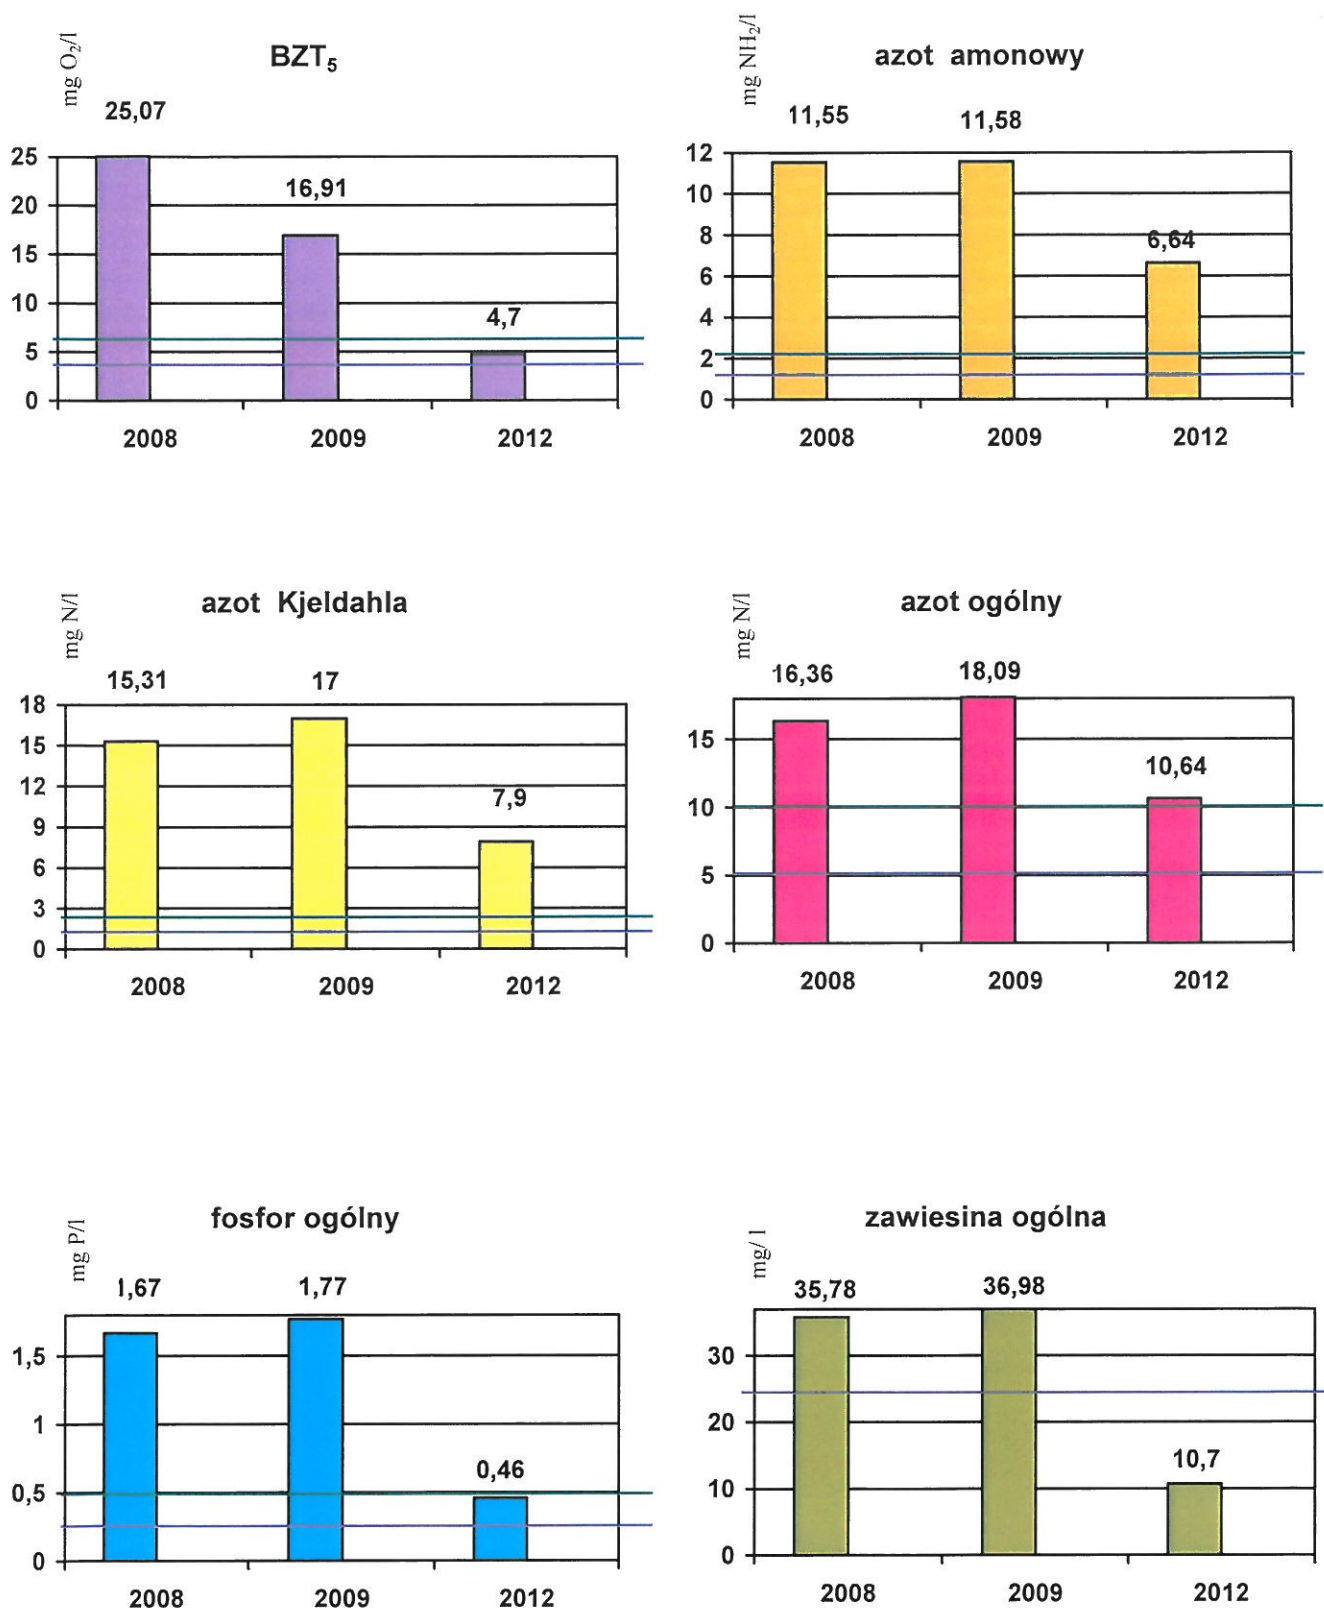 mg O₂/l
BZT₅
25,07
16,91
4,7
25
20
15
10
5
0
2008 2009 2012
mg NH₂/l
azot amonowy
11,55
11,58
6,64
12
10
8
6
4
2
0
2008 2009 2012
mg N/l
azot Kjeldahla
15,31
17
7,9
18
15
12
9
6
3
0
2008 2009 2012
mg N/l
azot ogólny
16,36
18,09
10,64
15
10
5
0
2008 2009 2012
mg P/l
fosfor ogólny
1,67
1,77
0,46
1,5
1
0,5
0
2008 2009 2012
mg/ l
zawiesina ogólna
35,78
36,98
10,7
30
20
10
0
2008 2009 2012